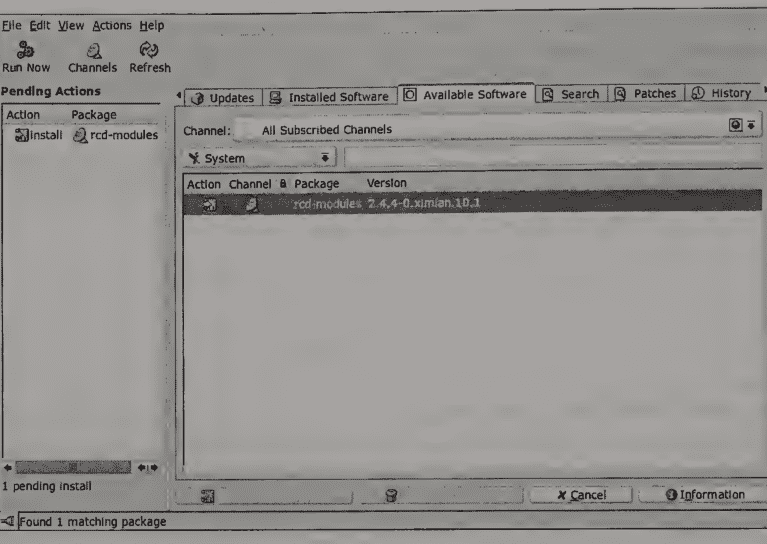 File Edit View Actions Help
Run Now Channels Refresh
Pending Actions
Updates Installed Software Available Software Search Patches History
Action Package
install rcd-modules
Channel: All Subscribed Channels
System
Action Channel Package Version
rcd-modules 2.4.4-0.ximian.10.1
1 pending install
Cancel Information
Found 1 matching package